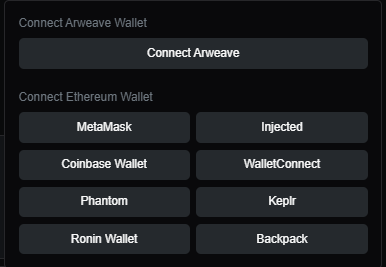 Connect Arweave Wallet
Connect Arweave
Connect Ethereum Wallet
MetaMask Injected
Coinbase Wallet WalletConnect
Phantom Keplr
Ronin Wallet Backpack